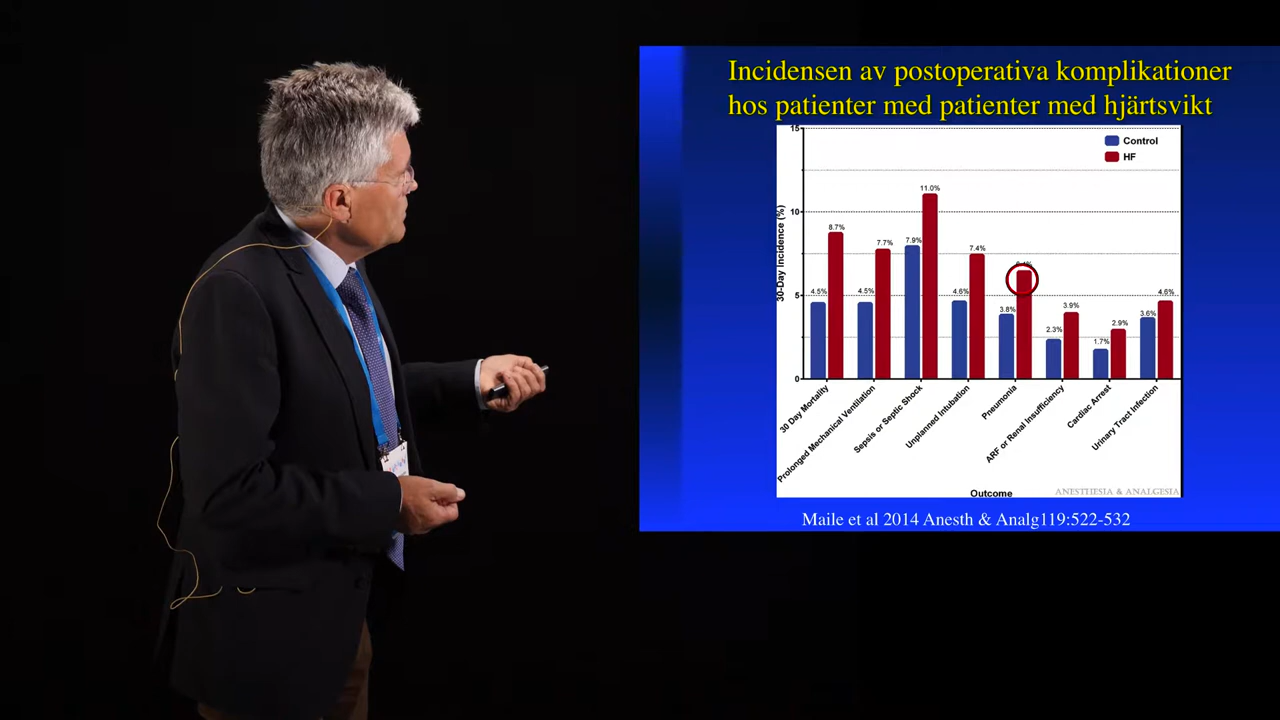 Incidensen av postoperativa komplikationer
hos patienter med patienter med hjärtsvikt
15
Control
HF
11.0%
10
8.7%
7.9%
7.7%
7.4%
30-Day Incidence (%)
5
4.5%
4.5%
4.6%
3.8%
2.3%
3.9%
1.7%
2.9%
3.6%
4.6%
0
30 Day Mortality
Prolonged Mechanical Ventilation
Sepsis or Septic Shock
Unplanned Intubation
Pneumonia
ARF or Renal Insufficiency
Cardiac Arrest
Urinary Tract Infection
Outcome
ANESTHESIA & ANALGESIA
Maile et al 2014 Anesth & Analg119:522-532